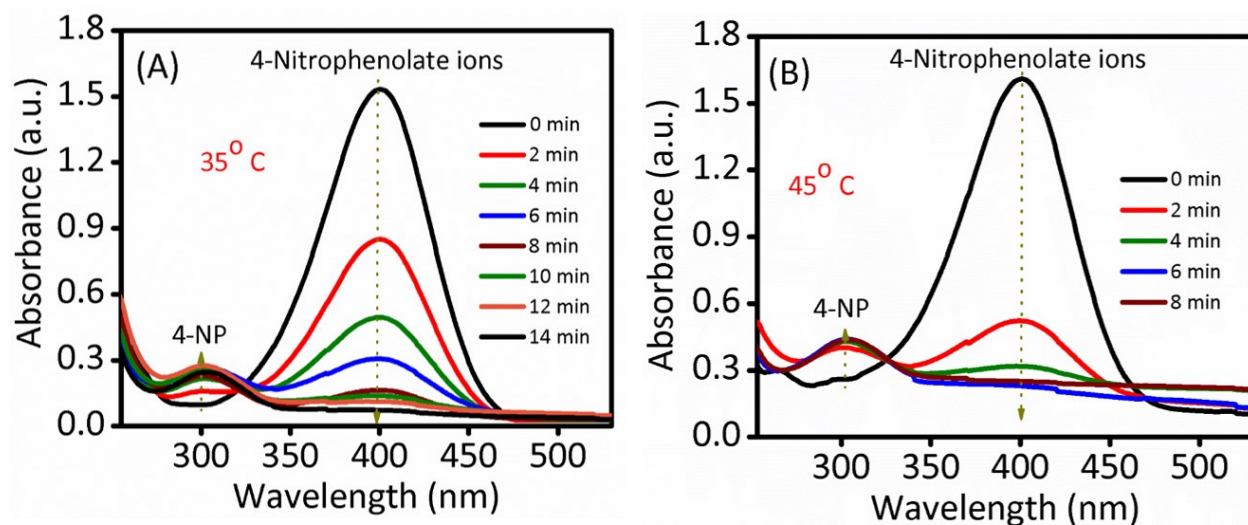 (A)
4-Nitrophenolate ions
35° C
4-NP
0 min
2 min
4 min
6 min
8 min
10 min
12 min
14 min
1.8
1.5
1.2
0.9
0.6
0.3
0.0
300 350 400 450 500
Absorbance (a.u.)
Wavelength (nm)
(B)
4-Nitrophenolate ions
45° C
4-NP
0 min
2 min
4 min
6 min
8 min
1.8
1.5
1.2
0.9
0.6
0.3
0.0
300 350 400 450 500
Absorbance (a.u.)
Wavelength (nm)